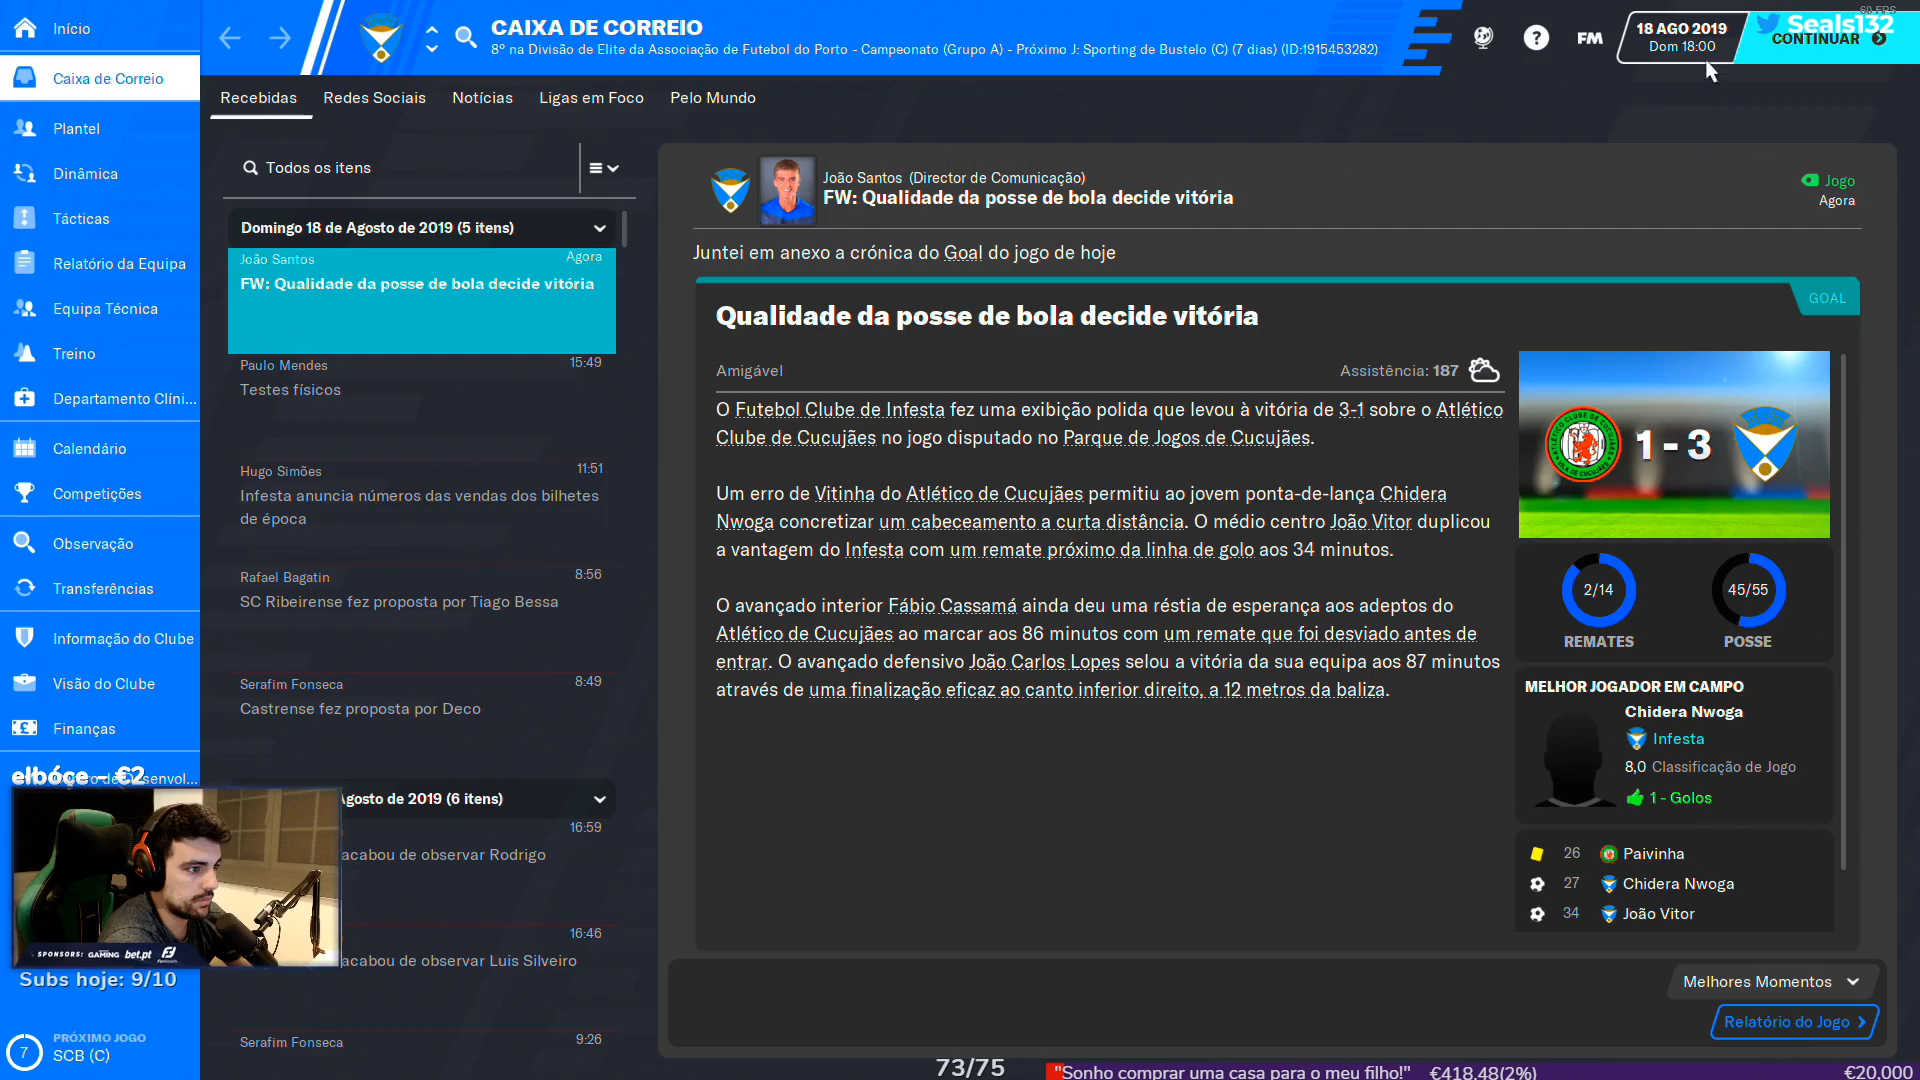 Início
Caixa de Correio
Plantel
Dinâmica
Tácticas
Relatório da Equipa
Equipa Técnica
Treino
Departamento Clíni...
Calendário
Competições
Observação
Transferências
Informação do Clube
Visão do Clube
Finanças
elbóce - €2
SPONSORS: GAMING bet.pt
Subs hoje: 9/10
7
PRÓXIMO JOGO
SCB (C)
CAIXA DE CORREIO
8º na Divisão de Elite da Associação de Futebol do Porto - Campeonato (Grupo A) - Próximo J: Sporting de Bustelo (C) (7 dias) (ID:1915453282)
FM
18 AGO 2019
Dom 18:00
60 FPS
Seals132
CONTINUAR
Recebidas
Redes Sociais
Notícias
Ligas em Foco
Pelo Mundo
Todos os itens
Domingo 18 de Agosto de 2019 (5 itens)
João Santos Agora
FW: Qualidade da posse de bola decide vitória
Paulo Mendes 15:49
Testes físicos
Hugo Simões 11:51
Infesta anuncia números das vendas dos bilhetes
de época
Rafael Bagatin 8:56
SC Ribeirense fez proposta por Tiago Bessa
Serafim Fonseca 8:49
Castrense fez proposta por Deco
Agosto de 2019 (6 itens)
16:59
acabou de observar Rodrigo
16:46
acabou de observar Luis Silveiro
Serafim Fonseca 9:26
João Santos (Director de Comunicação)
FW: Qualidade da posse de bola decide vitória
Jogo
Agora
Juntei em anexo a crónica do Goal do jogo de hoje
GOAL
Qualidade da posse de bola decide vitória
Amigável
Assistência: 187
O Futebol Clube de Infesta fez uma exibição polida que levou à vitória de 3-1 sobre o Atlético
Clube de Cucujães no jogo disputado no Parque de Jogos de Cucujães.
Um erro de Vitinha do Atlético de Cucujães permitiu ao jovem ponta-de-lança Chidera
Nwoga concretizar um cabeceamento a curta distância. O médio centro João Vitor duplicou
a vantagem do Infesta com um remate próximo da linha de golo aos 34 minutos.
O avançado interior Fábio Cassamá ainda deu uma réstia de esperança aos adeptos do
Atlético de Cucujães ao marcar aos 86 minutos com um remate que foi desviado antes de
entrar. O avançado defensivo João Carlos Lopes selou a vitória da sua equipa aos 87 minutos
através de uma finalização eficaz ao canto inferior direito, a 12 metros da baliza.
1 - 3
2/14
REMATES
45/55
POSSE
MELHOR JOGADOR EM CAMPO
Chidera Nwoga
Infesta
8,0 Classificação de Jogo
1 - Golos
26 Paivinha
27 Chidera Nwoga
34 João Vitor
Melhores Momentos
Relatório do Jogo
73/75
"Sonho comprar uma casa para o meu filho!" €418.48(2%)
€20,000